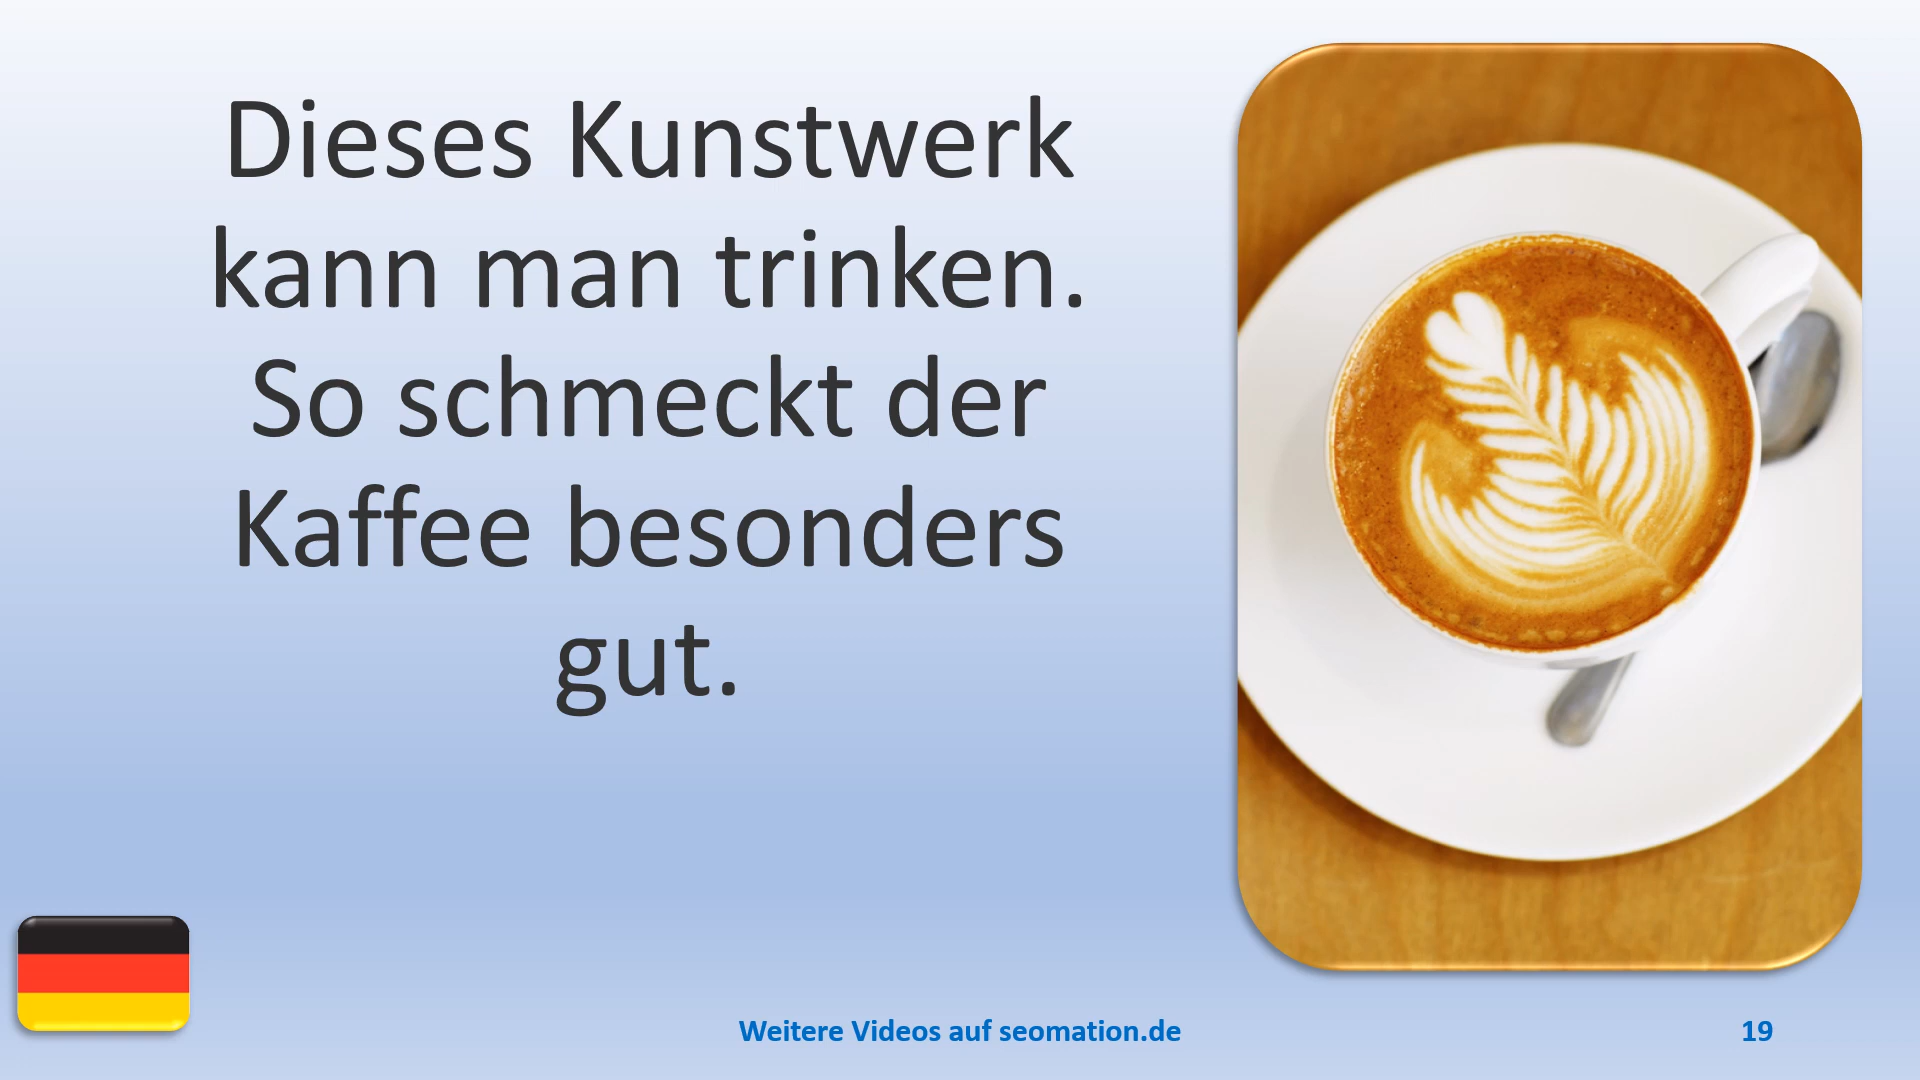 Dieses Kunstwerk
kann man trinken.
So schmeckt der
Kaffee besonders
gut.
Weitere Videos auf seomation.de
19